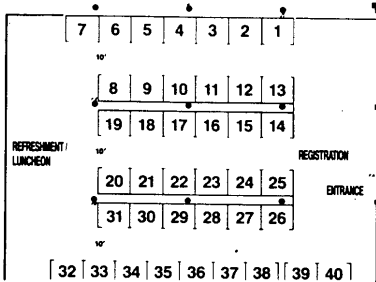 7 6 5 4 3 2 1
10'
8 9 10 11 12 13
19 18 17 16 15 14
10'
REFRESHMENT/
LUNCHEON
REGISTRATION
20 21 22 23 24 25
ENTRANCE
31 30 29 28 27 26
10'
32 33 34 35 36 37 38 39 40